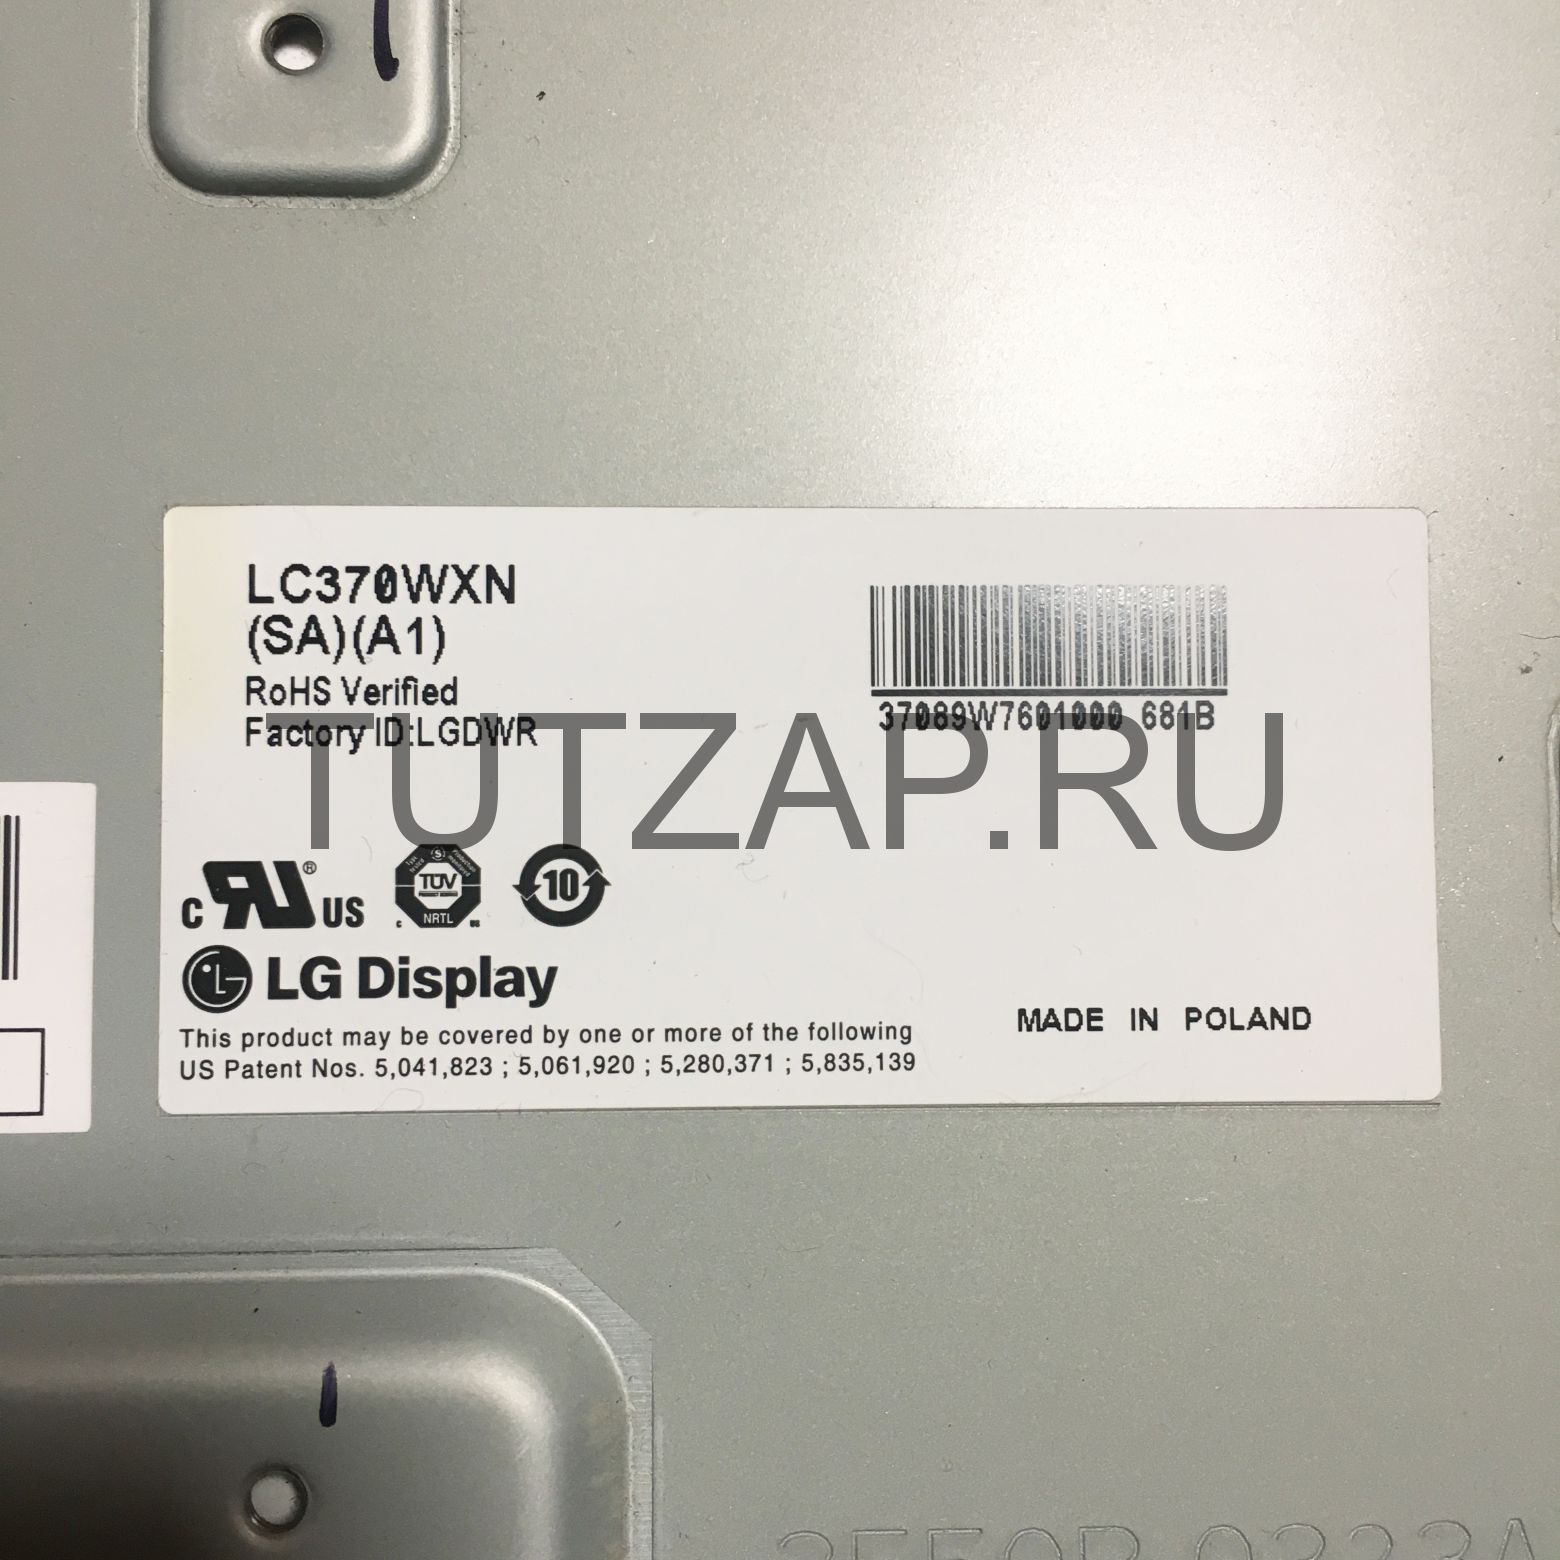 LC370WXN
(SA)(A1)
RoHS Verified
Factory ID:LGDWR
37089W7601000 681B
TUTZAP.RU
C RU ® US
TUV
NRTL
10
LG Display
This product may be covered by one or more of the following
US Patent Nos. 5,041,823 ; 5,061,920 ; 5,280,371 ; 5,835,139
MADE IN POLAND